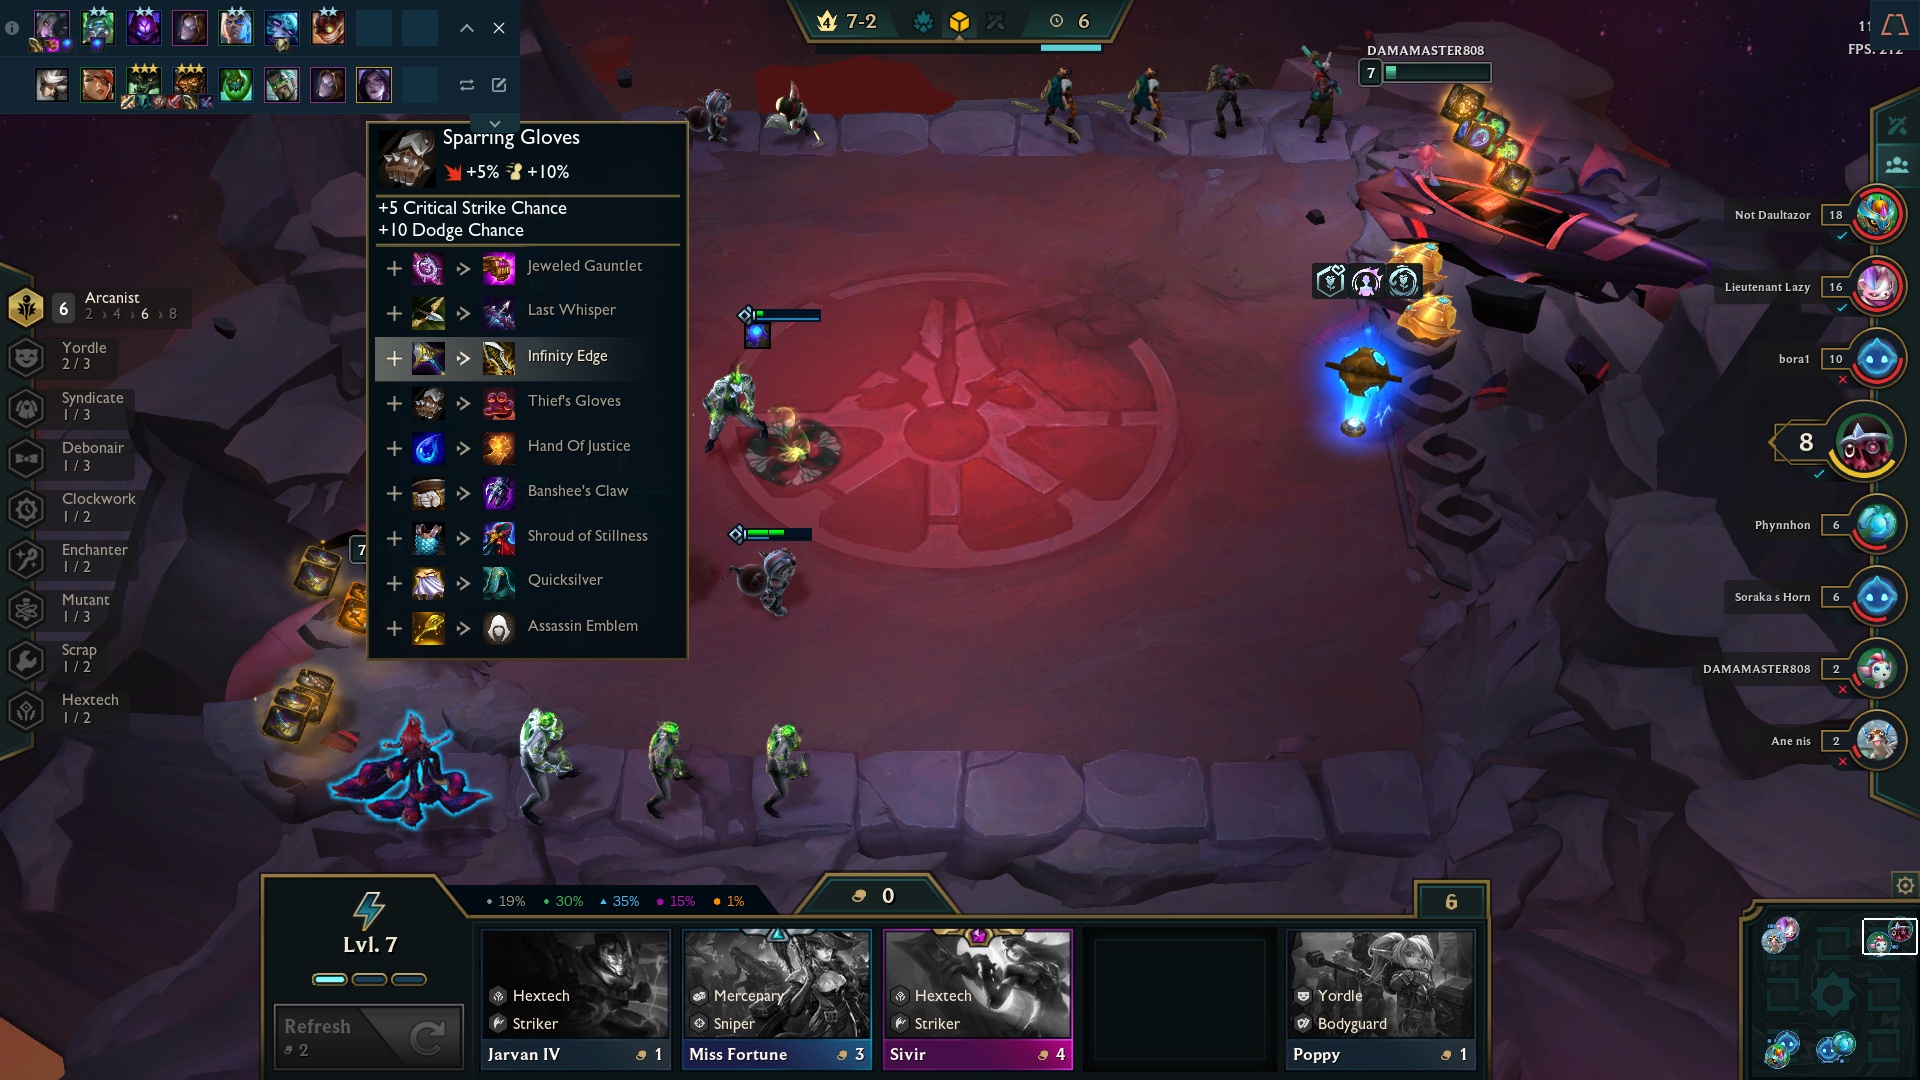 4 7-2
6
11
FPS: 212
DAMAMASTER808
7
Sparring Gloves
+5% +10%
+5 Critical Strike Chance
+10 Dodge Chance
Jeweled Gauntlet
Last Whisper
Infinity Edge
Thief's Gloves
Hand Of Justice
Banshee's Claw
Shroud of Stillness
Quicksilver
Assassin Emblem
6 Arcanist
2 › 4 › 6 › 8
Yordle
2 / 3
Syndicate
1 / 3
Debonair
1 / 3
Clockwork
1 / 2
Enchanter
1 / 2
Mutant
1 / 3
Scrap
1 / 2
Hextech
1 / 2
7
Not Daultazor 18
Lieutenant Lazy 16
bora1 10
8
Phynnhon 6
Soraka s Horn 6
DAMAMASTER808 2
Ane nis 2
19% 30% 35% 15% 1%
0
6
Lvl. 7
Refresh
2
Hextech
Striker
Jarvan IV 1
Mercenary
Sniper
Miss Fortune 3
Hextech
Striker
Sivir 4
Yordle
Bodyguard
Poppy 1